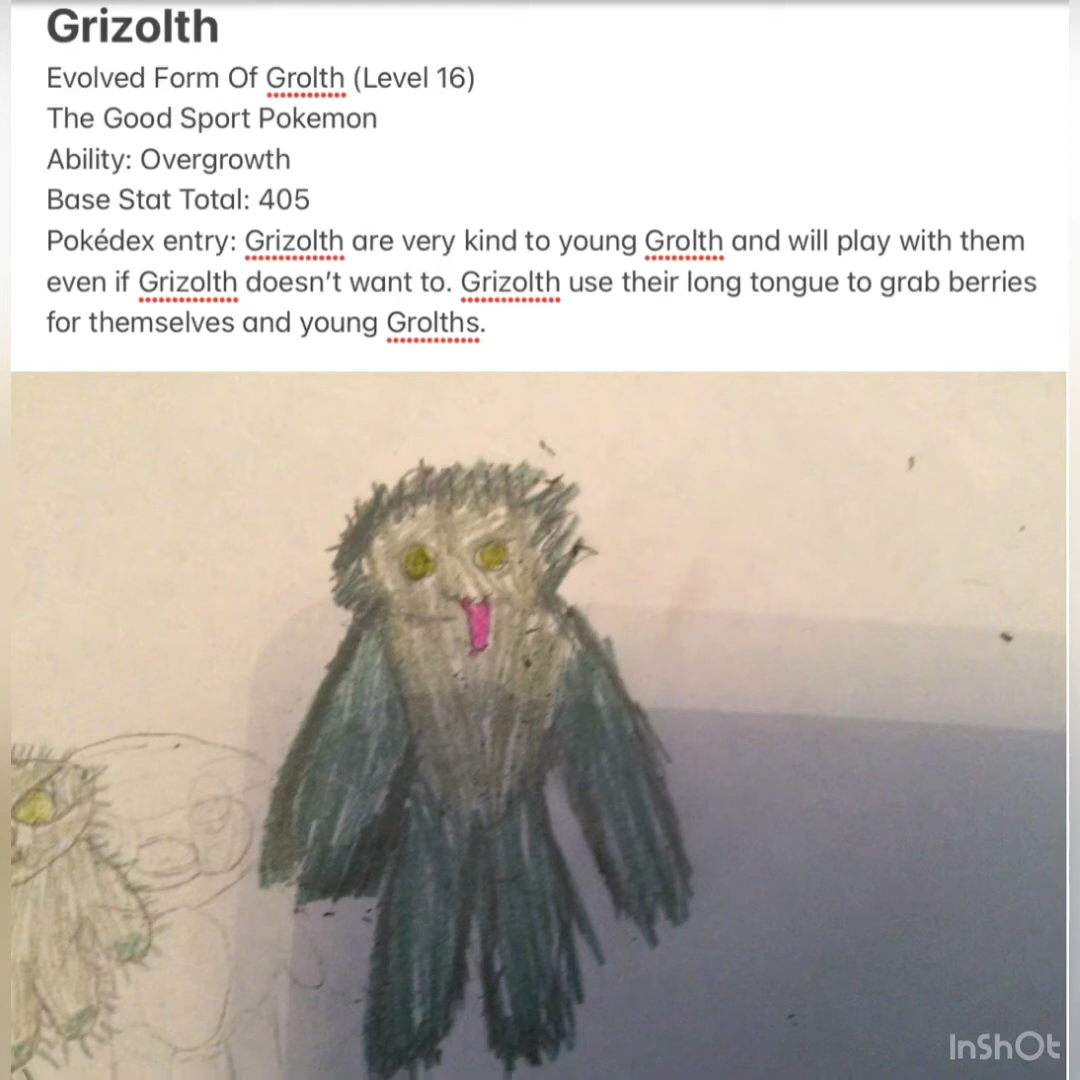 Grizolth
Evolved Form Of Grolth (Level 16)
The Good Sport Pokemon
Ability: Overgrowth
Base Stat Total: 405
Pokédex entry: Grizolth are very kind to young Grolth and will play with them
even if Grizolth doesn't want to. Grizolth use their long tongue to grab berries
for themselves and young Grolths.
InShOt